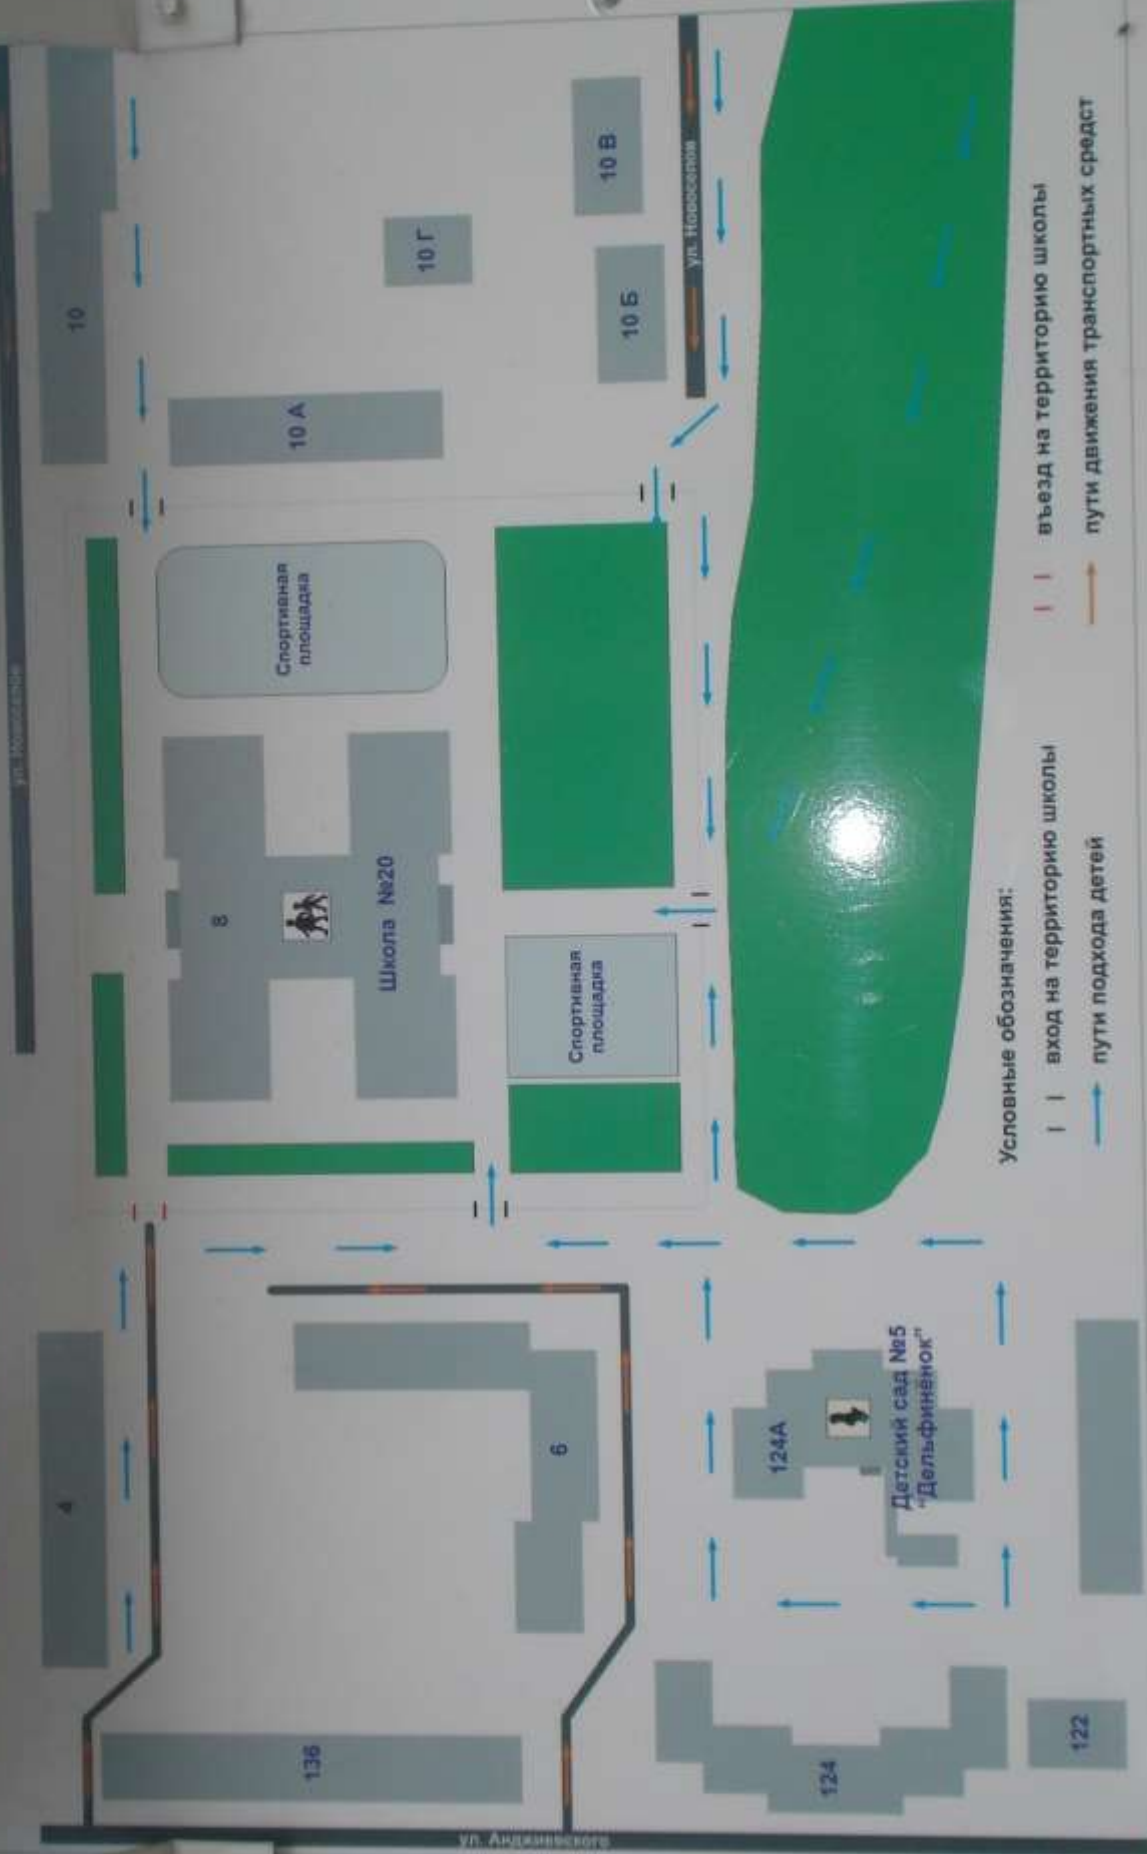 ул. Новоселов
10
10 В
10 Г
10 Б
ул. Новоселов
10 А
Спортивная
площадка
8
Школа №20
Спортивная
площадка
4
6
136
124А
Детский сад №5
"Дельфинёнок"
124
122
ул. Анджиевского
Условные обозначения:
вход на территорию школы
въезд на территорию школы
пути подхода детей
пути движения транспортных средст